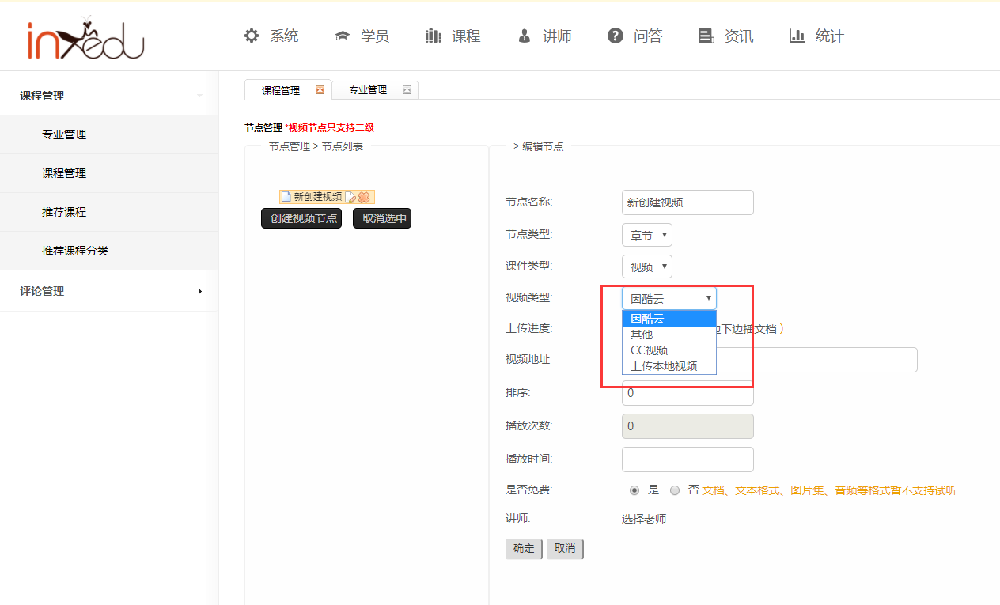 inxedu
系统 学员 课程 讲师 问答 资讯 统计
课程管理
专业管理
课程管理
推荐课程
推荐课程分类
评论管理
课程管理 专业管理
节点管理 *视频节点只支持二级
节点管理 > 节点列表
新创建视频
创建视频节点 取消选中
> 编辑节点
节点名称: 新创建视频
节点类型: 章节
课件类型: 视频
视频类型: 因酷云
因酷云
其他
CC视频
上传本地视频
上传进度: 边下边播文档 )
视频地址
排序: 0
播放次数: 0
播放时间:
是否免费: 是 否 文档、文本格式、图片集、音频等格式暂不支持试听
讲师: 选择老师
确定 取消